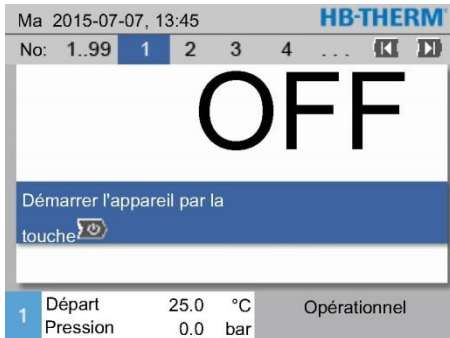 Ma 2015-07-07, 13:45 HB-THERM
No: 1..99 1 2 3 4 ...
OFF
Démarrer l'appareil par la
touche
1 Départ 25.0 °C Opérationnel
Pression 0.0 bar